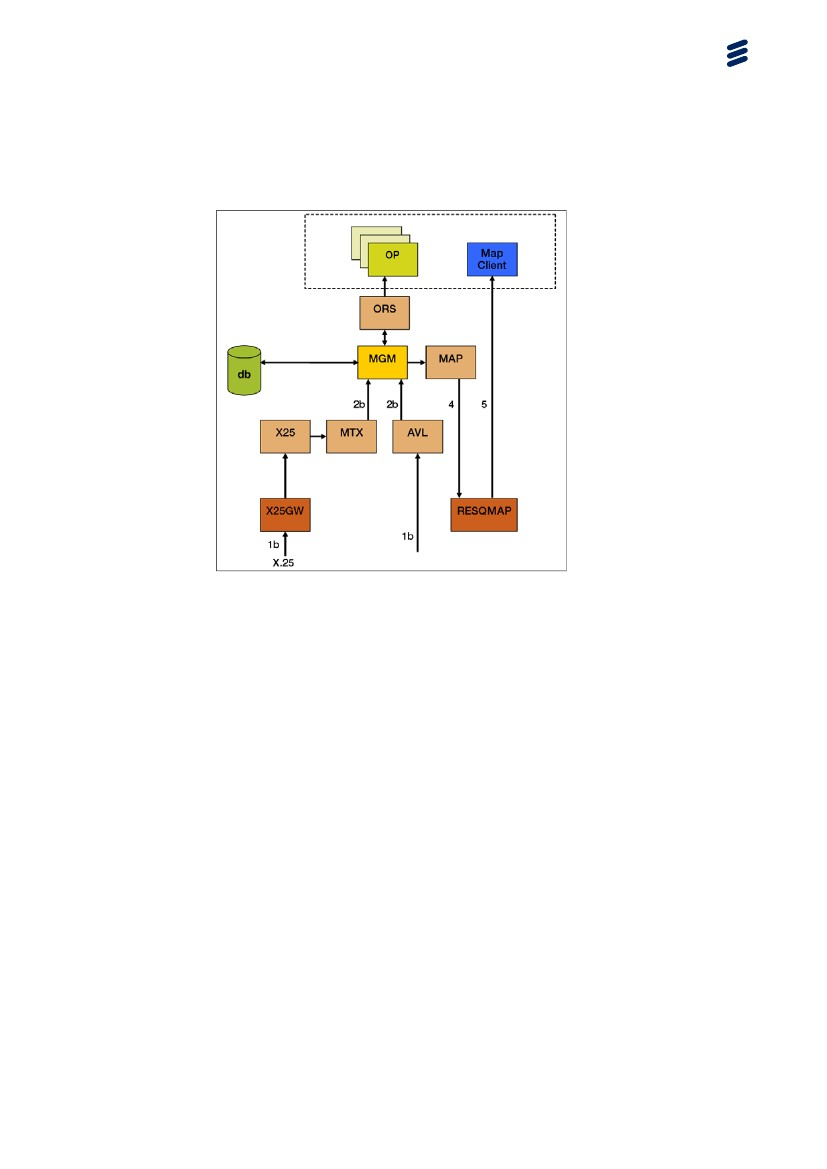 OP
Map
Client
ORS
MGM
MAP
db
2b
2b
4
5
X25
MTX
AVL
X25GW
RESQMAP
1b
1b
X.25